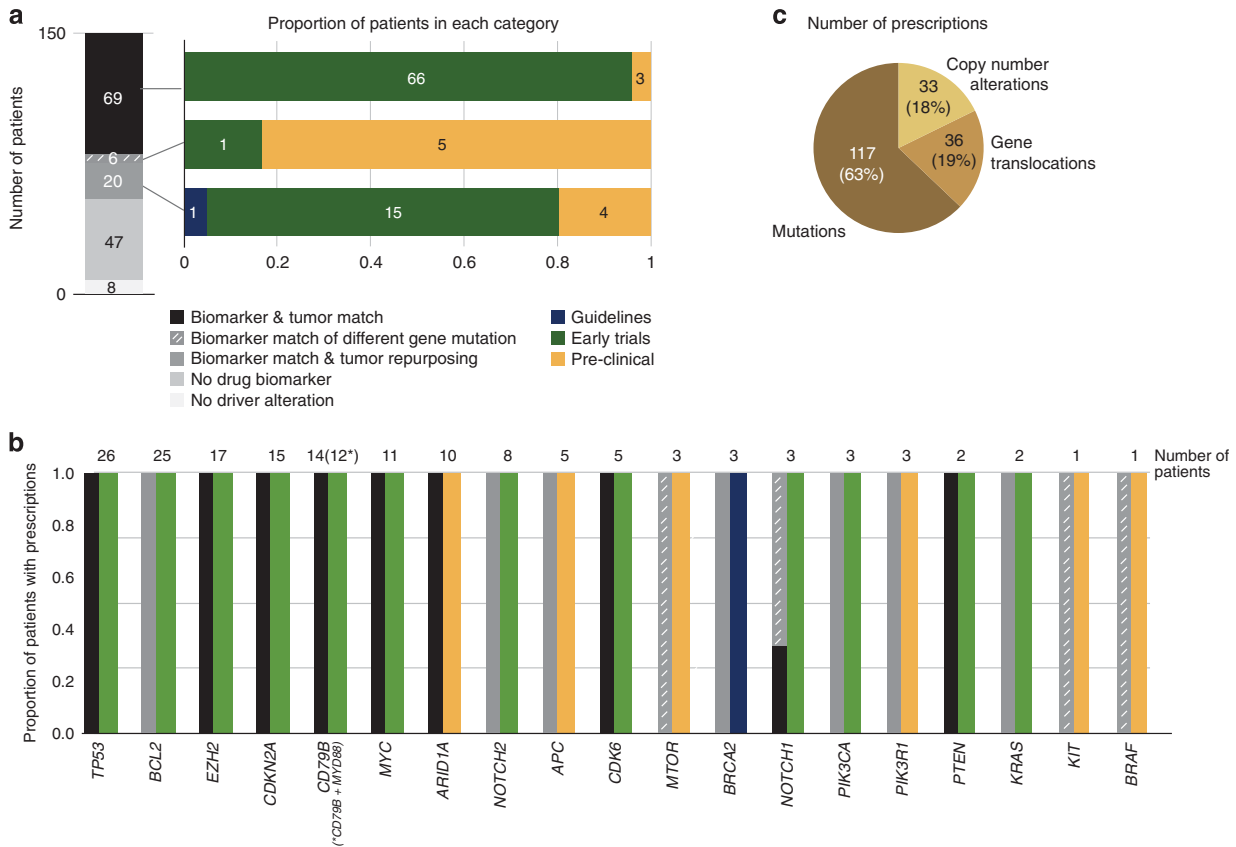 a
Proportion of patients in each category
150
Number of patients
0
69
6
20
47
8
66
3
1
5
1
15
4
0
0.2
0.4
0.6
0.8
1
Biomarker & tumor match
Biomarker match of different gene mutation
Biomarker match & tumor repurposing
No drug biomarker
No driver alteration
Guidelines
Early trials
Pre-clinical
c
Number of prescriptions
Copy number
alterations
33
(18%)
Gene
translocations
36
(19%)
117
(63%)
Mutations
b
26 25 17 15 14(12*) 11 10 8 5 5 3 3 3 3 3 2 2 1 1
Number of
patients
Proportion of patients with prescriptions
1.0
0.8
0.6
0.4
0.2
0.0
TP53
BCL2
EZH2
CDKN2A
CD79B
(*CD79B + MYD88)
MYC
ARID1A
NOTCH2
APC
CDK6
MTOR
BRCA2
NOTCH1
PIK3CA
PIK3R1
PTEN
KRAS
KIT
BRAF